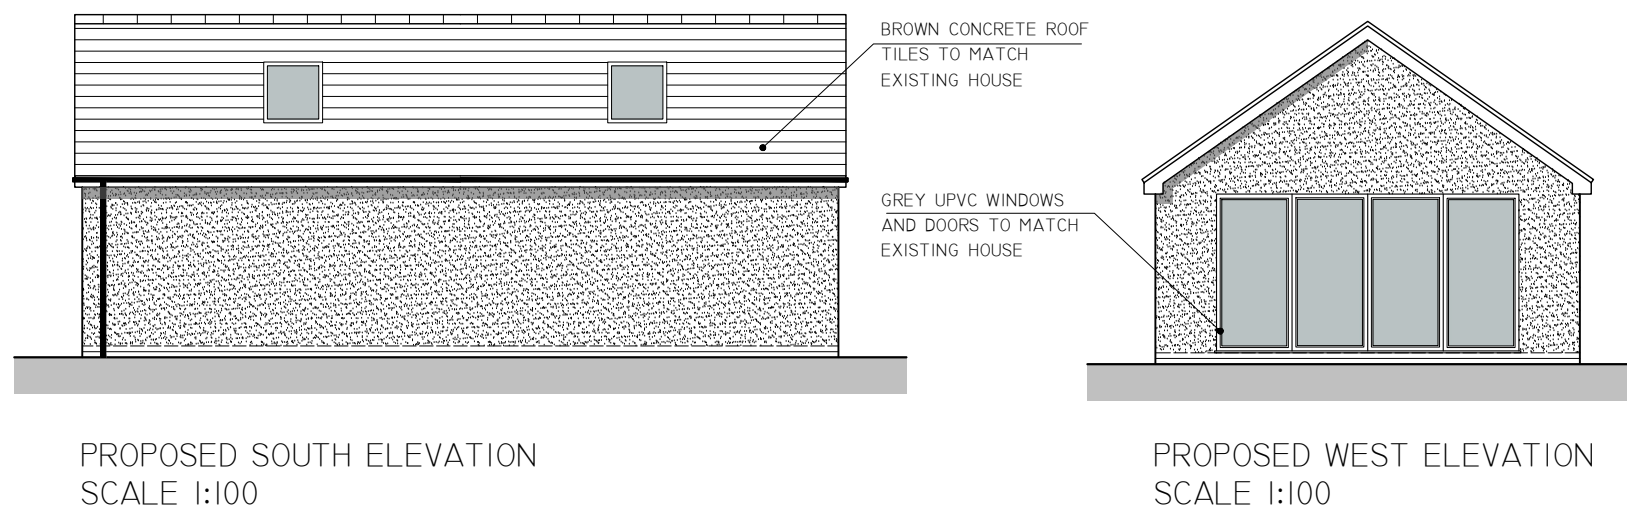 BROWN CONCRETE ROOF
TILES TO MATCH
EXISTING HOUSE
GREY UPVC WINDOWS
AND DOORS TO MATCH
EXISTING HOUSE
PROPOSED SOUTH ELEVATION
SCALE 1:100
PROPOSED WEST ELEVATION
SCALE 1:100